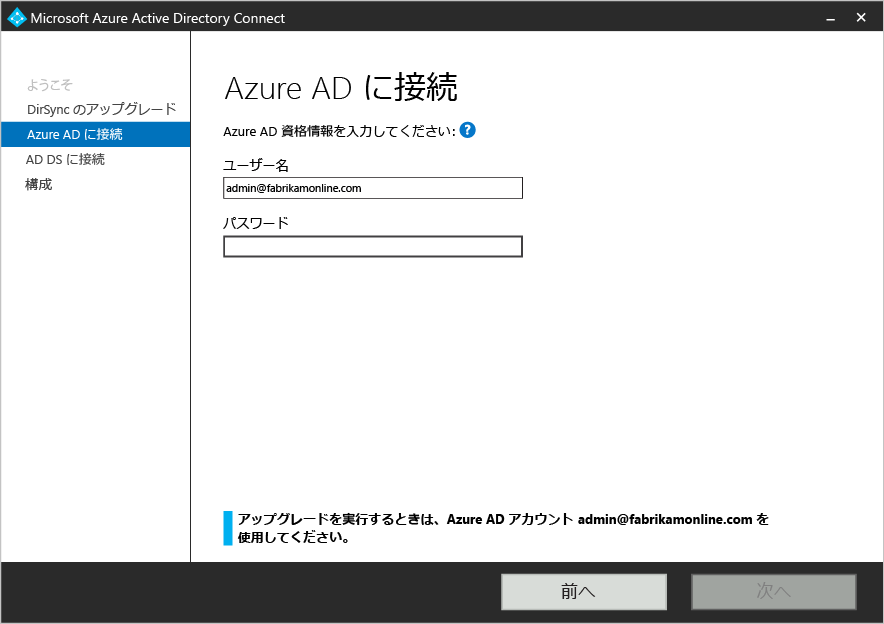 Microsoft Azure Active Directory Connect
ようこそ
DirSync のアップグレード
Azure AD に接続
AD DS に接続
構成
Azure AD に接続
Azure AD 資格情報を入力してください: ?
ユーザー名
admin@fabrikamonline.com
パスワード
アップグレードを実行するときは、Azure AD アカウント admin@fabrikamonline.com を
使用してください。
前へ
次へ